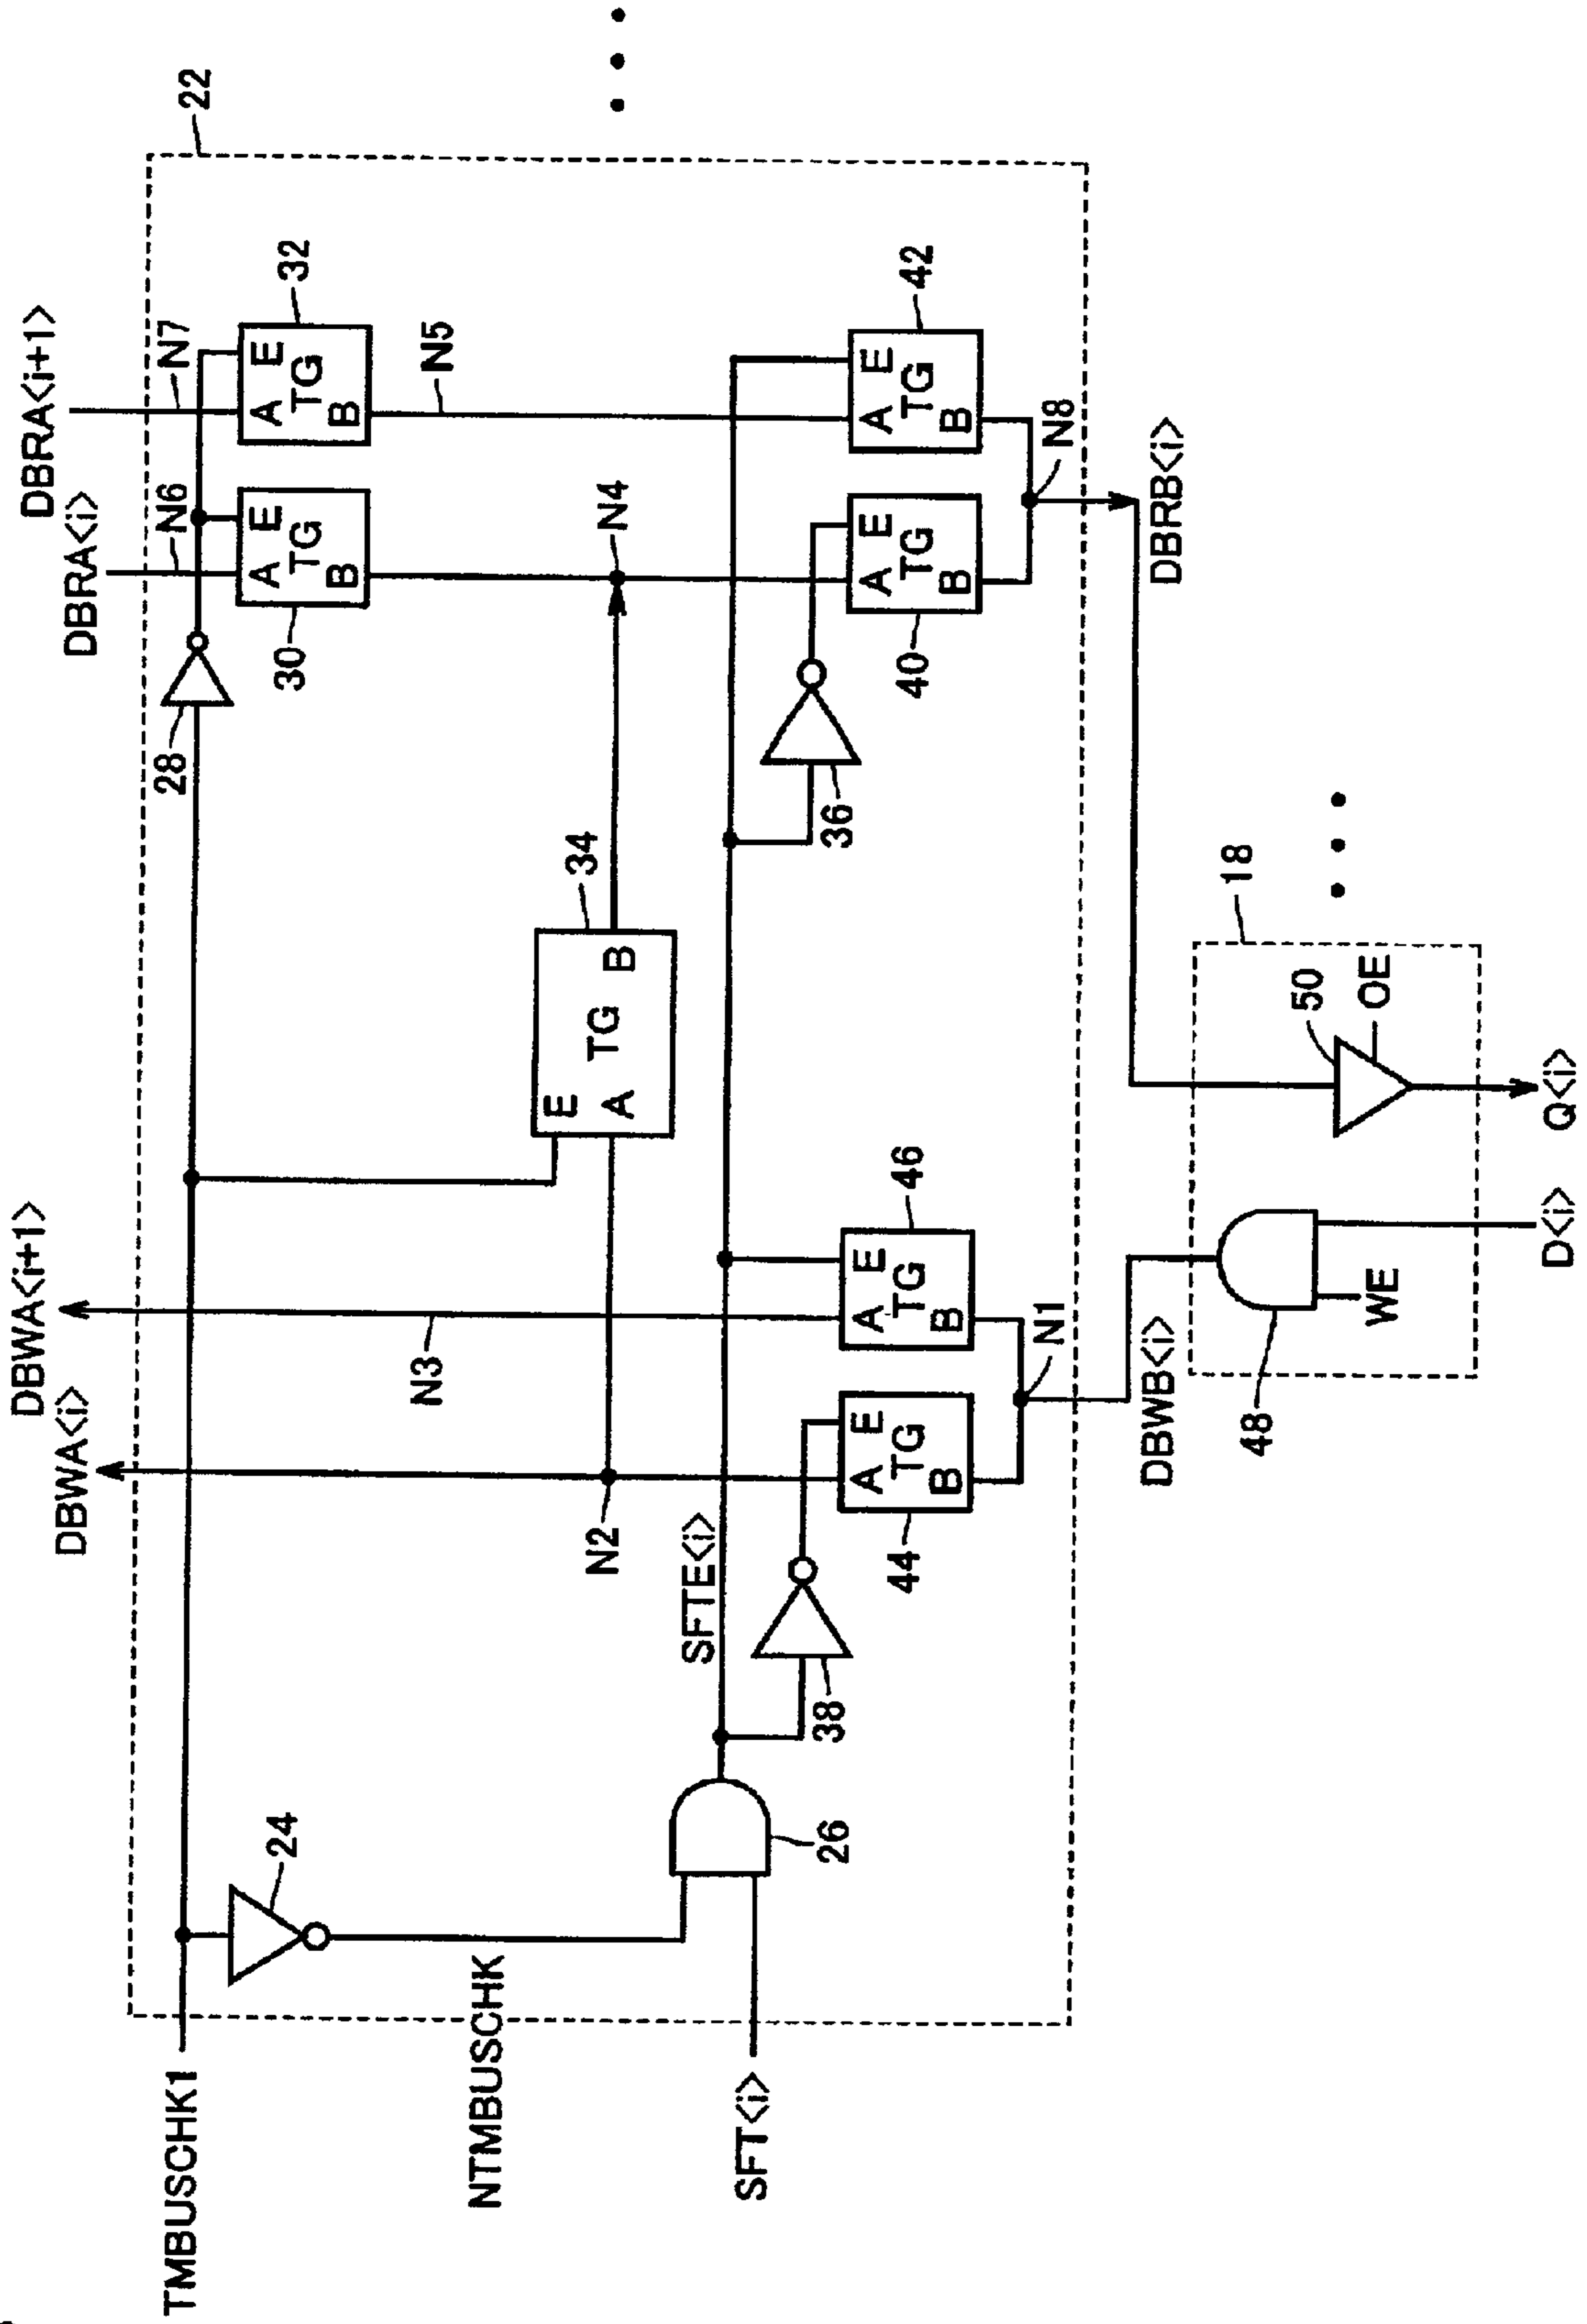 TMBUSCHK1
NTMBUSCHK
SFT<i>
24
26
DBWA<i>
DBWA<i+1>
N3
N2
SFTE<i>
38
44
A E
TG
B
46
A E
TG
B
N1
DBWB<i>
34
E
A TG B
28
36
DBRA<i>
DBRA<i+1>
N6
N7
30
A E
TG
B
32
A E
TG
B
22
N4
N5
40
A E
TG
B
42
A E
TG
B
N8
DBRB<i>
18
48
WE
50
OE
D<i>
Q<i>